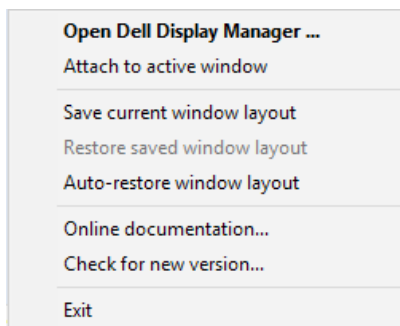 Open Dell Display Manager ...
Attach to active window
Save current window layout
Restore saved window layout
Auto-restore window layout
Online documentation...
Check for new version...
Exit